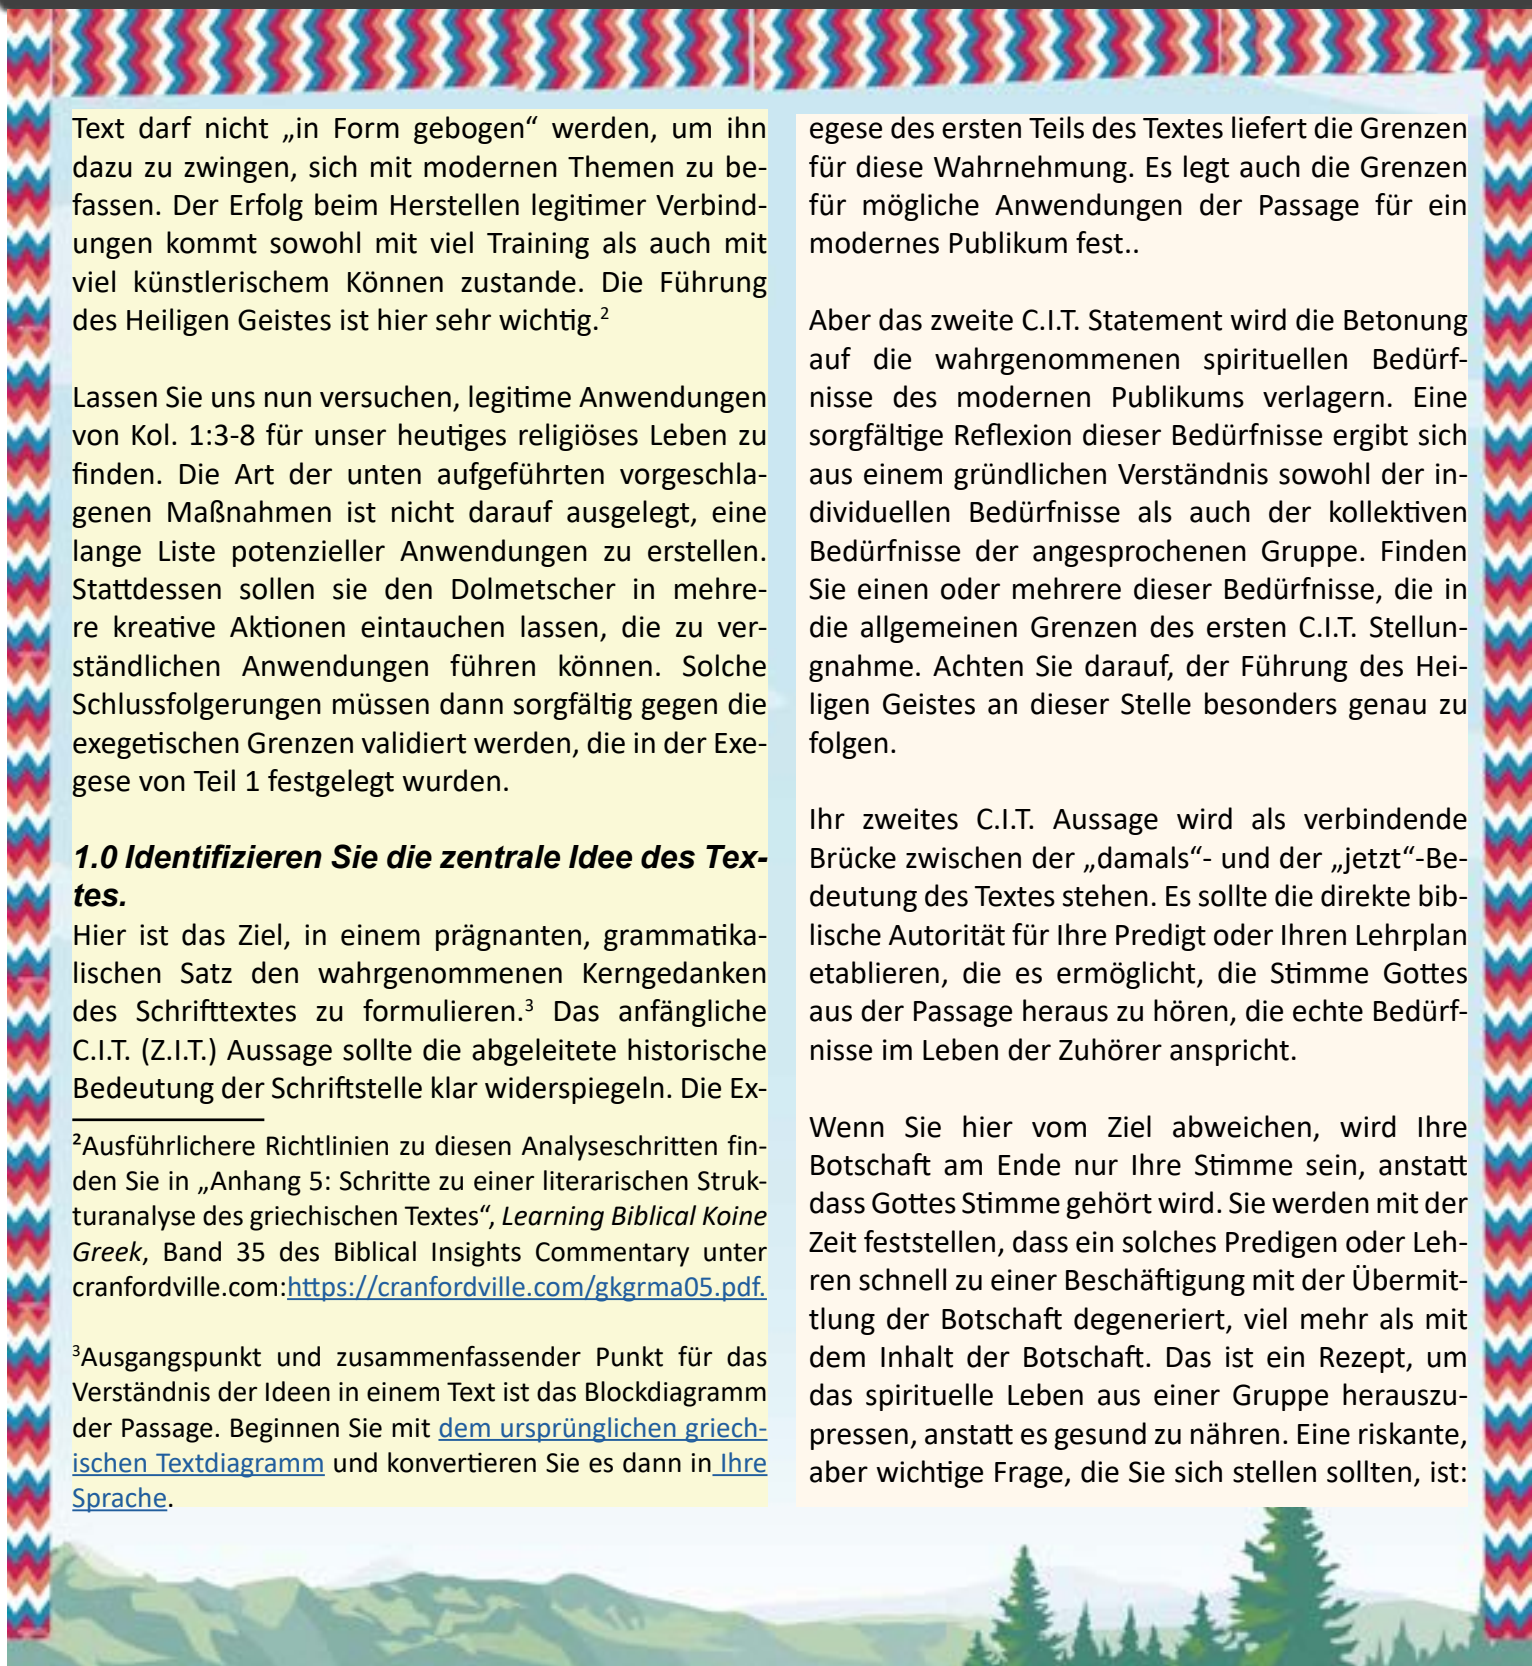 Text darf nicht „in Form gebogen“ werden, um ihn
dazu zu zwingen, sich mit modernen Themen zu be-
fassen. Der Erfolg beim Herstellen legitimer Verbind-
ungen kommt sowohl mit viel Training als auch mit
viel künstlerischem Können zustande. Die Führung
des Heiligen Geistes ist hier sehr wichtig.²
Lassen Sie uns nun versuchen, legitime Anwendungen
von Kol. 1:3-8 für unser heutiges religiöses Leben zu
finden. Die Art der unten aufgeführten vorgeschla-
genen Maßnahmen ist nicht darauf ausgelegt, eine
lange Liste potenzieller Anwendungen zu erstellen.
Stattdessen sollen sie den Dolmetscher in mehre-
re kreative Aktionen eintauchen lassen, die zu ver-
ständlichen Anwendungen führen können. Solche
Schlussfolgerungen müssen dann sorgfältig gegen die
exegetischen Grenzen validiert werden, die in der Exe-
gese von Teil 1 festgelegt wurden.
1.0 Identifizieren Sie die zentrale Idee des Tex-
tes.
Hier ist das Ziel, in einem prägnanten, grammatika-
lischen Satz den wahrgenommenen Kerngedanken
des Schrifttextes zu formulieren.³ Das anfängliche
C.I.T. (Z.I.T.) Aussage sollte die abgeleitete historische
Bedeutung der Schriftstelle klar widerspiegeln. Die Ex-
²Ausführlichere Richtlinien zu diesen Analyseschritten fin-
den Sie in „Anhang 5: Schritte zu einer literarischen Struk-
turanalyse des griechischen Textes“, Learning Biblical Koine
Greek, Band 35 des Biblical Insights Commentary unter
cranfordville.com:https://cranfordville.com/gkgrma05.pdf.
³Ausgangspunkt und zusammenfassender Punkt für das
Verständnis der Ideen in einem Text ist das Blockdiagramm
der Passage. Beginnen Sie mit dem ursprünglichen griech-
ischen Textdiagramm und konvertieren Sie es dann in Ihre
Sprache.
egese des ersten Teils des Textes liefert die Grenzen
für diese Wahrnehmung. Es legt auch die Grenzen
für mögliche Anwendungen der Passage für ein
modernes Publikum fest..
Aber das zweite C.I.T. Statement wird die Betonung
auf die wahrgenommenen spirituellen Bedürf-
nisse des modernen Publikums verlagern. Eine
sorgfältige Reflexion dieser Bedürfnisse ergibt sich
aus einem gründlichen Verständnis sowohl der in-
dividuellen Bedürfnisse als auch der kollektiven
Bedürfnisse der angesprochenen Gruppe. Finden
Sie einen oder mehrere dieser Bedürfnisse, die in
die allgemeinen Grenzen des ersten C.I.T. Stellun-
gnahme. Achten Sie darauf, der Führung des Hei-
ligen Geistes an dieser Stelle besonders genau zu
folgen.
Ihr zweites C.I.T. Aussage wird als verbindende
Brücke zwischen der „damals“- und der „jetzt“-Be-
deutung des Textes stehen. Es sollte die direkte bib-
lische Autorität für Ihre Predigt oder Ihren Lehrplan
etablieren, die es ermöglicht, die Stimme Gottes
aus der Passage heraus zu hören, die echte Bedürf-
nisse im Leben der Zuhörer anspricht.
Wenn Sie hier vom Ziel abweichen, wird Ihre
Botschaft am Ende nur Ihre Stimme sein, anstatt
dass Gottes Stimme gehört wird. Sie werden mit der
Zeit feststellen, dass ein solches Predigen oder Leh-
ren schnell zu einer Beschäftigung mit der Übermit-
tlung der Botschaft degeneriert, viel mehr als mit
dem Inhalt der Botschaft. Das ist ein Rezept, um
das spirituelle Leben aus einer Gruppe herauszu-
pressen, anstatt es gesund zu nähren. Eine riskante,
aber wichtige Frage, die Sie sich stellen sollten, ist: